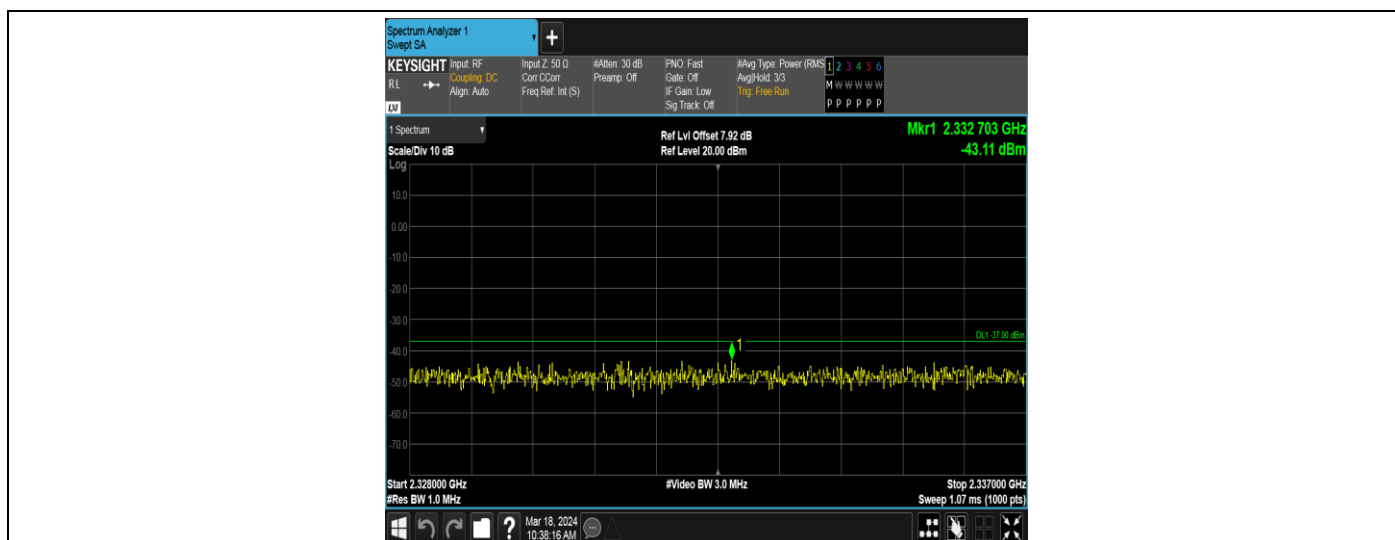 Spectrum Analyzer 1
Swept SA
+
KEYSIGHT
RL
LXI
Input: RF
Coupling: DC
Align: Auto
Input Z: 50 Ω
Corr CCorr
Freq Ref: Int (S)
#Atten: 30 dB
Preamp: Off
PNO: Fast
Gate: Off
IF Gain: Low
Sig Track: Off
#Avg Type: Power (RMS
Avg|Hold: 3/3
Trig: Free Run
1 2 3 4 5 6
M W W W W W
P P P P P P
1 Spectrum
Scale/Div 10 dB
Log
Ref Lvl Offset 7.92 dB
Ref Level 20.00 dBm
Mkr1 2.332 703 GHz
-43.11 dBm
10.0
0.00
-10.0
-20.0
-30.0
DL1 -37.00 dBm
1
-40.0
-50.0
-60.0
-70.0
Start 2.328000 GHz
#Video BW 3.0 MHz
Stop 2.337000 GHz
#Res BW 1.0 MHz
Sweep 1.07 ms (1000 pts)
?
Mar 18, 2024
10:38:16 AM